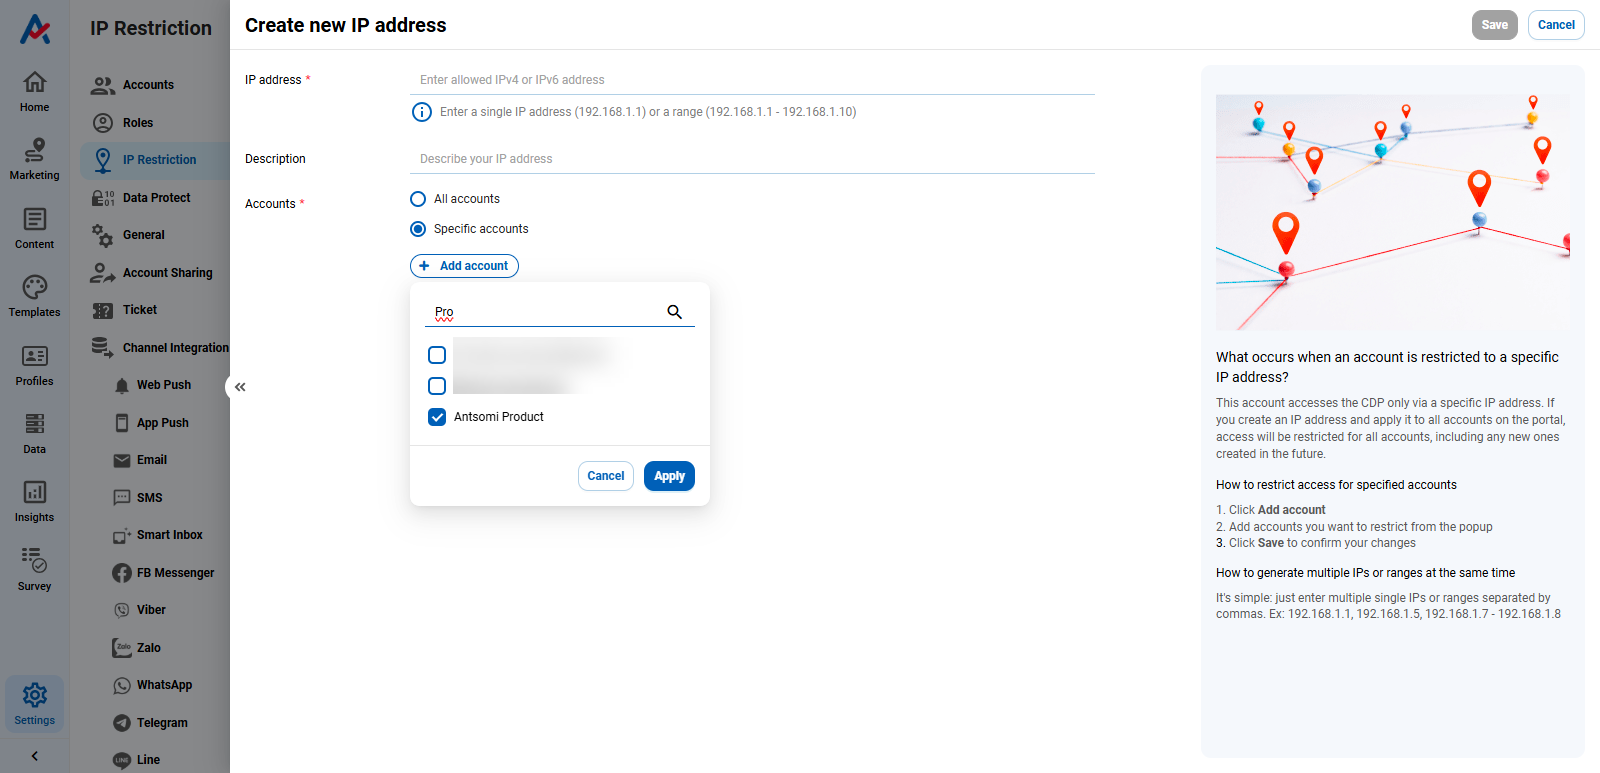 Home
Marketing
Content
Templates
Profiles
Data
Insights
Survey
Settings
IP Restriction
Accounts
Roles
IP Restriction
Data Protect
General
Account Sharing
Ticket
Channel Integration
Web Push
App Push
Email
SMS
Smart Inbox
FB Messenger
Viber
Zalo
WhatsApp
Telegram
Line
Create new IP address
Save
Cancel
IP address *
Enter allowed IPv4 or IPv6 address
Enter a single IP address (192.168.1.1) or a range (192.168.1.1 - 192.168.1.10)
Description
Describe your IP address
Accounts *
All accounts
Specific accounts
+ Add account
Pro
Antsomi Product
Cancel
Apply
What occurs when an account is restricted to a specific
IP address?
This account accesses the CDP only via a specific IP address. If
you create an IP address and apply it to all accounts on the portal,
access will be restricted for all accounts, including any new ones
created in the future.
How to restrict access for specified accounts
1. Click Add account
2. Add accounts you want to restrict from the popup
3. Click Save to confirm your changes
How to generate multiple IPs or ranges at the same time
It's simple: just enter multiple single IPs or ranges separated by
commas. Ex: 192.168.1.1, 192.168.1.5, 192.168.1.7 - 192.168.1.8